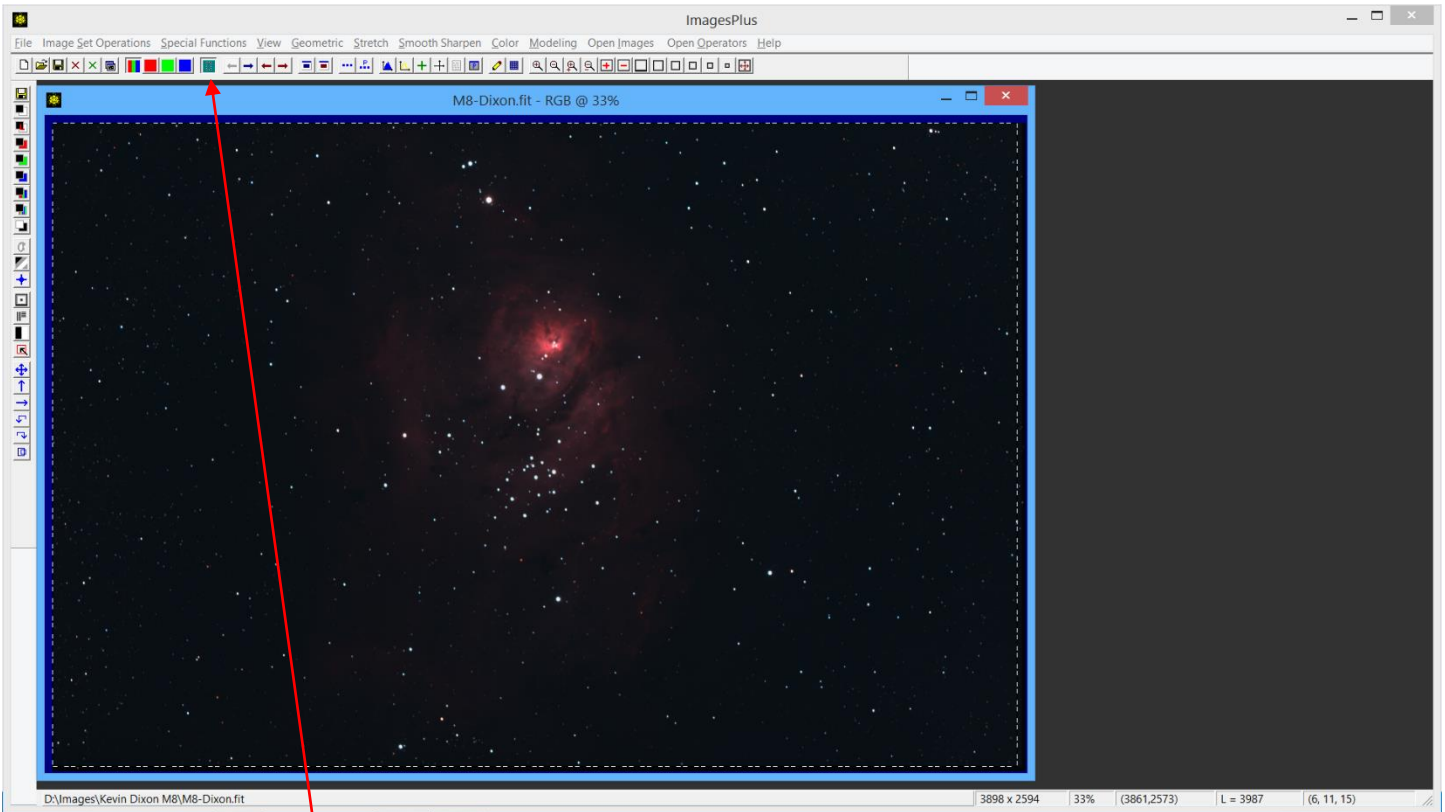 ImagesPlus
File Image Set Operations Special Functions View Geometric Stretch Smooth Sharpen Color Modeling Open Images Open Operators Help
M8-Dixon.fit - RGB @ 33%
D:\Images\Kevin Dixon M8\M8-Dixon.fit 3898 x 2594 33% (3861,2573) L = 3987 (6, 11, 15)